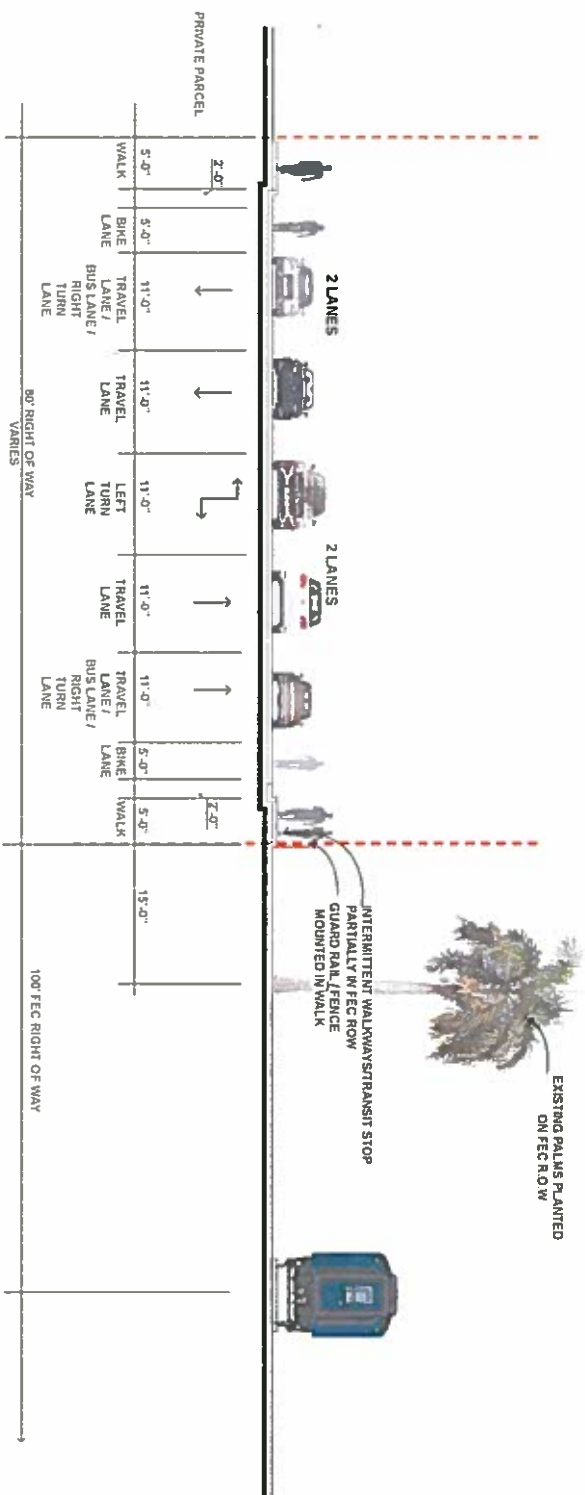 EXISTING PALMS PLANTED
ON FEC R.O.W
2 LANES
2 LANES
INTERMITTENT WALKWAYS/TRANSIT STOP
PARTIALLY IN FEC ROW
GUARD RAIL/FENCE
MOUNTED IN WALK
PRIVATE PARCEL
2'-0"
2'-0"
5'-0"
5'-0"
11'-0"
11'-0"
11'-0"
11'-0"
11'-0"
5'-0"
5'-0"
15'-0"
WALK
BIKE
LANE
TRAVEL
LANE /
BUS LANE /
RIGHT
TURN
LANE
TRAVEL
LANE
LEFT
TURN
LANE
TRAVEL
LANE
TRAVEL
LANE /
BUS LANE /
RIGHT
TURN
LANE
BIKE
LANE
WALK
80' RIGHT OF WAY
VARIES
100' FEC RIGHT OF WAY